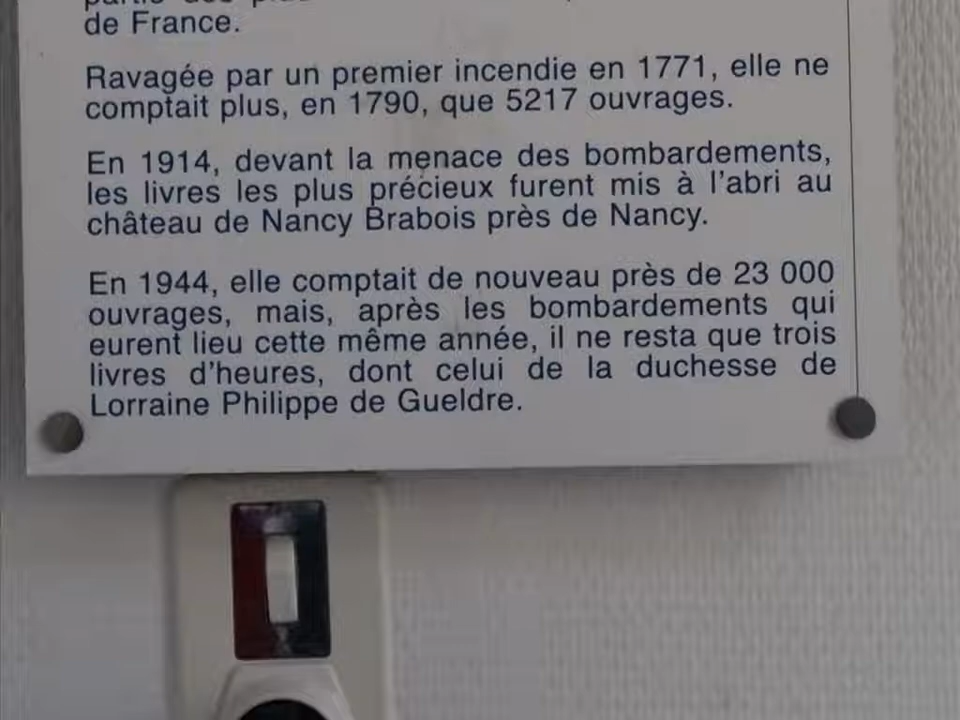 de France.
Ravagée par un premier incendie en 1771, elle ne
comptait plus, en 1790, que 5217 ouvrages.
En 1914, devant la menace des bombardements,
les livres les plus précieux furent mis à l'abri au
château de Nancy Brabois près de Nancy.
En 1944, elle comptait de nouveau près de 23 000
ouvrages, mais, après les bombardements qui
eurent lieu cette même année, il ne resta que trois
livres d'heures, dont celui de la duchesse de
Lorraine Philippe de Gueldre.